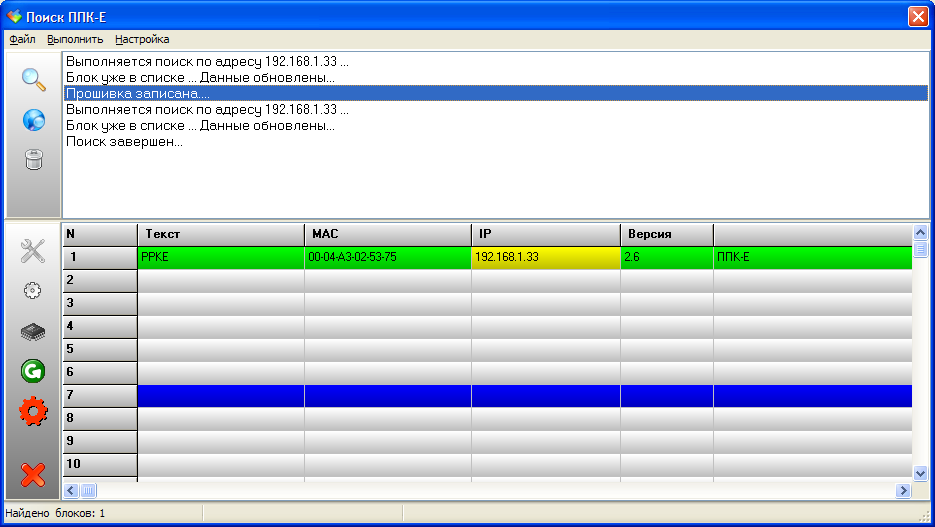 Поиск ППК-Е
Файл Выполнить Настройка
Выполняется поиск по адресу 192.168.1.33 ...
Блок уже в списке ... Данные обновлены...
Прошивка записана....
Выполняется поиск по адресу 192.168.1.33 ...
Блок уже в списке ... Данные обновлены...
Поиск завершен...
N Текст MAC IP Версия
1 PPKE 00-04-A3-02-53-75 192.168.1.33 2.6 ППК-Е
2
3
4
5
6
7
8
9
10
Найдено блоков: 1